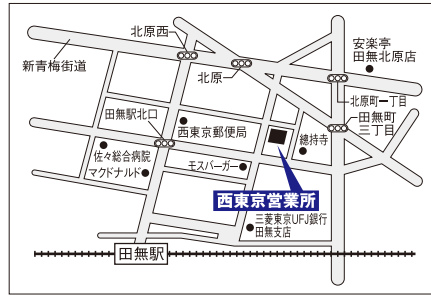 北原西
安楽亭
田無北原店
新青梅街道
北原
北原町一丁目
田無駅北口
西東京郵便局
田無町
三丁目
總持寺
佐々総合病院
モスバーガー
マクドナルド
西東京営業所
三菱東京UFJ銀行
田無支店
田無駅